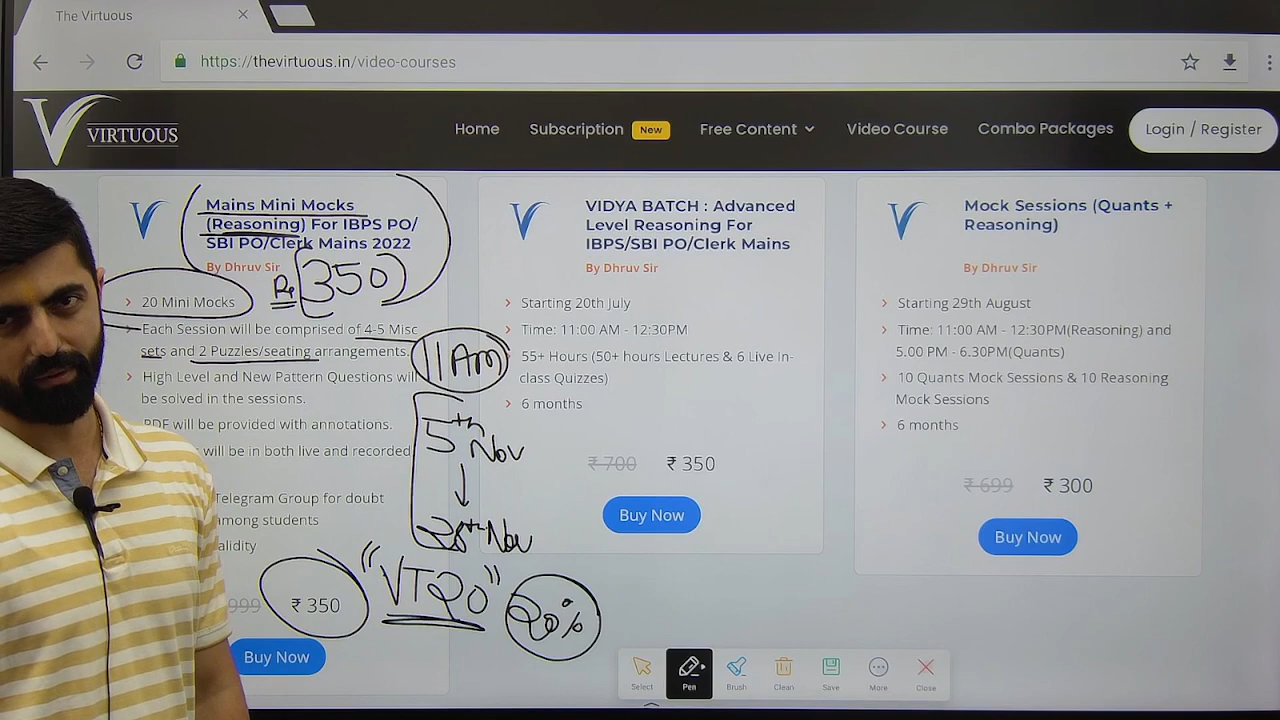 The Virtuous
https://thevirtuous.in/video-courses
VIRTUOUS
Home
Subscription New
Free Content
Video Course
Combo Packages
Login / Register
Mains Mini Mocks
(Reasoning) For IBPS PO/
SBI PO/Clerk Mains 2022
By Dhruv Sir
Rs 350
20 Mini Mocks
Each Session will be comprised of 4-5 Misc
sets and 2 Puzzles/seating arrangements.
High Level and New Pattern Questions will
be solved in the sessions.
PDF will be provided with annotations.
will be in both live and recorded
Telegram Group for doubt
among students
validity
999 ₹ 350
Buy Now
11 Am
5th Nov
28th Nov
"VT20"
20%
VIDYA BATCH : Advanced
Level Reasoning For
IBPS/SBI PO/Clerk Mains
By Dhruv Sir
Starting 20th July
Time: 11:00 AM - 12:30PM
55+ Hours (50+ hours Lectures & 6 Live In-
class Quizzes)
6 months
₹ 700 ₹ 350
Buy Now
Mock Sessions (Quants +
Reasoning)
By Dhruv Sir
Starting 29th August
Time: 11:00 AM - 12:30PM(Reasoning) and
5.00 PM - 6.30PM(Quants)
10 Quants Mock Sessions & 10 Reasoning
Mock Sessions
6 months
₹ 699 ₹ 300
Buy Now
Select
Pen
Brush
Clean
Save
More
Close